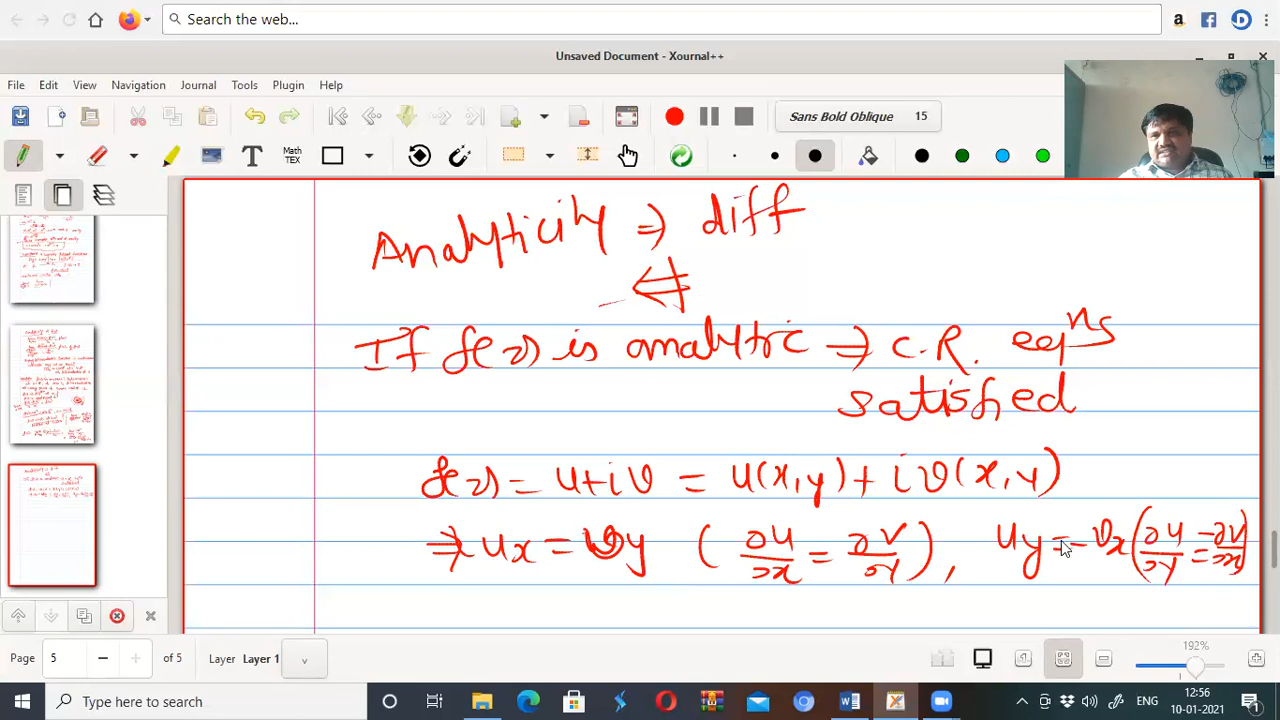 Search the web...
Unsaved Document - Xournal++
File Edit View Navigation Journal Tools Plugin Help
Sans Bold Oblique 15
T Math TEX
Analyticity ⇒ diff
⇍
If f(z) is analytic ⇒ C.R. eqns
satisfied
f(z) = u+iv = u(x,y) + i v(x,y)
⇒ ux = vy ( ∂u/∂x = ∂v/∂y ), uy = -vx ( ∂u/∂y = -∂v/∂x )
Page 5 of 5 Layer Layer 1 192%
Type here to search
ENG 12:56
10-01-2021